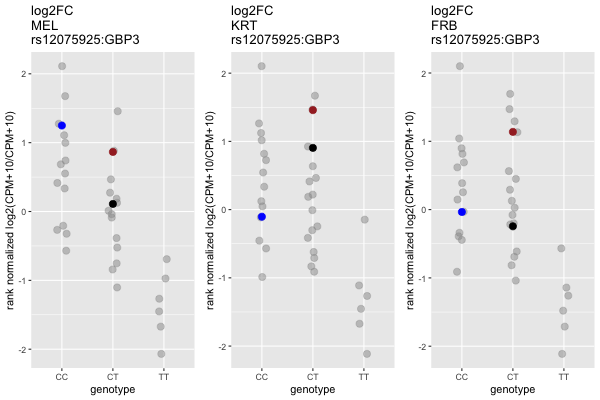 log2FC
MEL
rs12075925:GBP3
rank normalized log2(CPM+10/CPM+10)
2
1
0
-1
-2
CC
CT
TT
genotype
log2FC
KRT
rs12075925:GBP3
rank normalized log2(CPM+10/CPM+10)
2
1
0
-1
-2
CC
CT
TT
genotype
log2FC
FRB
rs12075925:GBP3
rank normalized log2(CPM+10/CPM+10)
2
1
0
-1
-2
CC
CT
TT
genotype